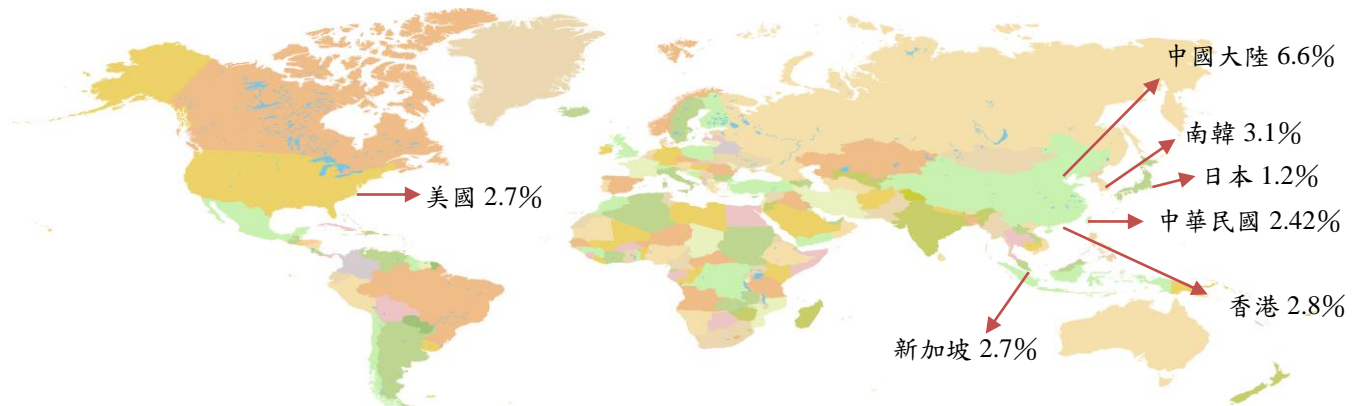 中國大陸 6.6%
南韓 3.1%
日本 1.2%
美國 2.7%
中華民國 2.42%
香港 2.8%
新加坡 2.7%